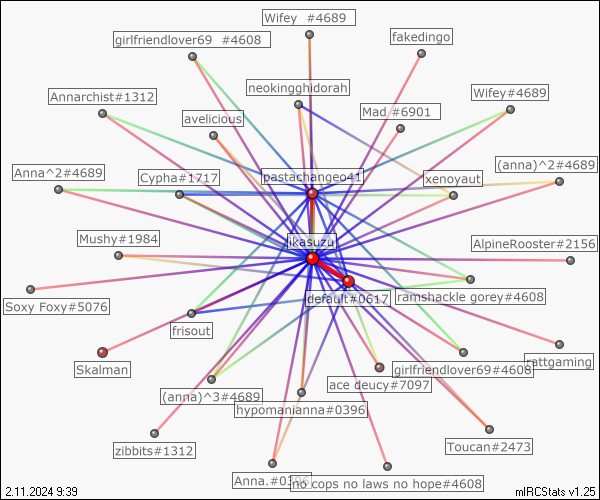 Wifey  #4689
girlfriendlover69  #4608
fakedingo
neokingghidorah
Annarchist#1312
Wifey#4689
Mad  #6901
avelicious
Anna^2#4689
Cypha#1717
pastachangeo41
xenoyaut
(anna)^2#4689
Mushy#1984
ikasuzu
AlpineRooster#2156
Soxy Foxy#5076
default#0617
ramshackle gorey#4608
frisout
Skalman
girlfriendlover69#4608
rattgaming
ace deucy#7097
(anna)^3#4689
hypomanianna#0396
zibbits#1312
Toucan#2473
Anna.#0396
no cops no laws no hope#4608
2.11.2024 9:39
mIRCStats v1.25